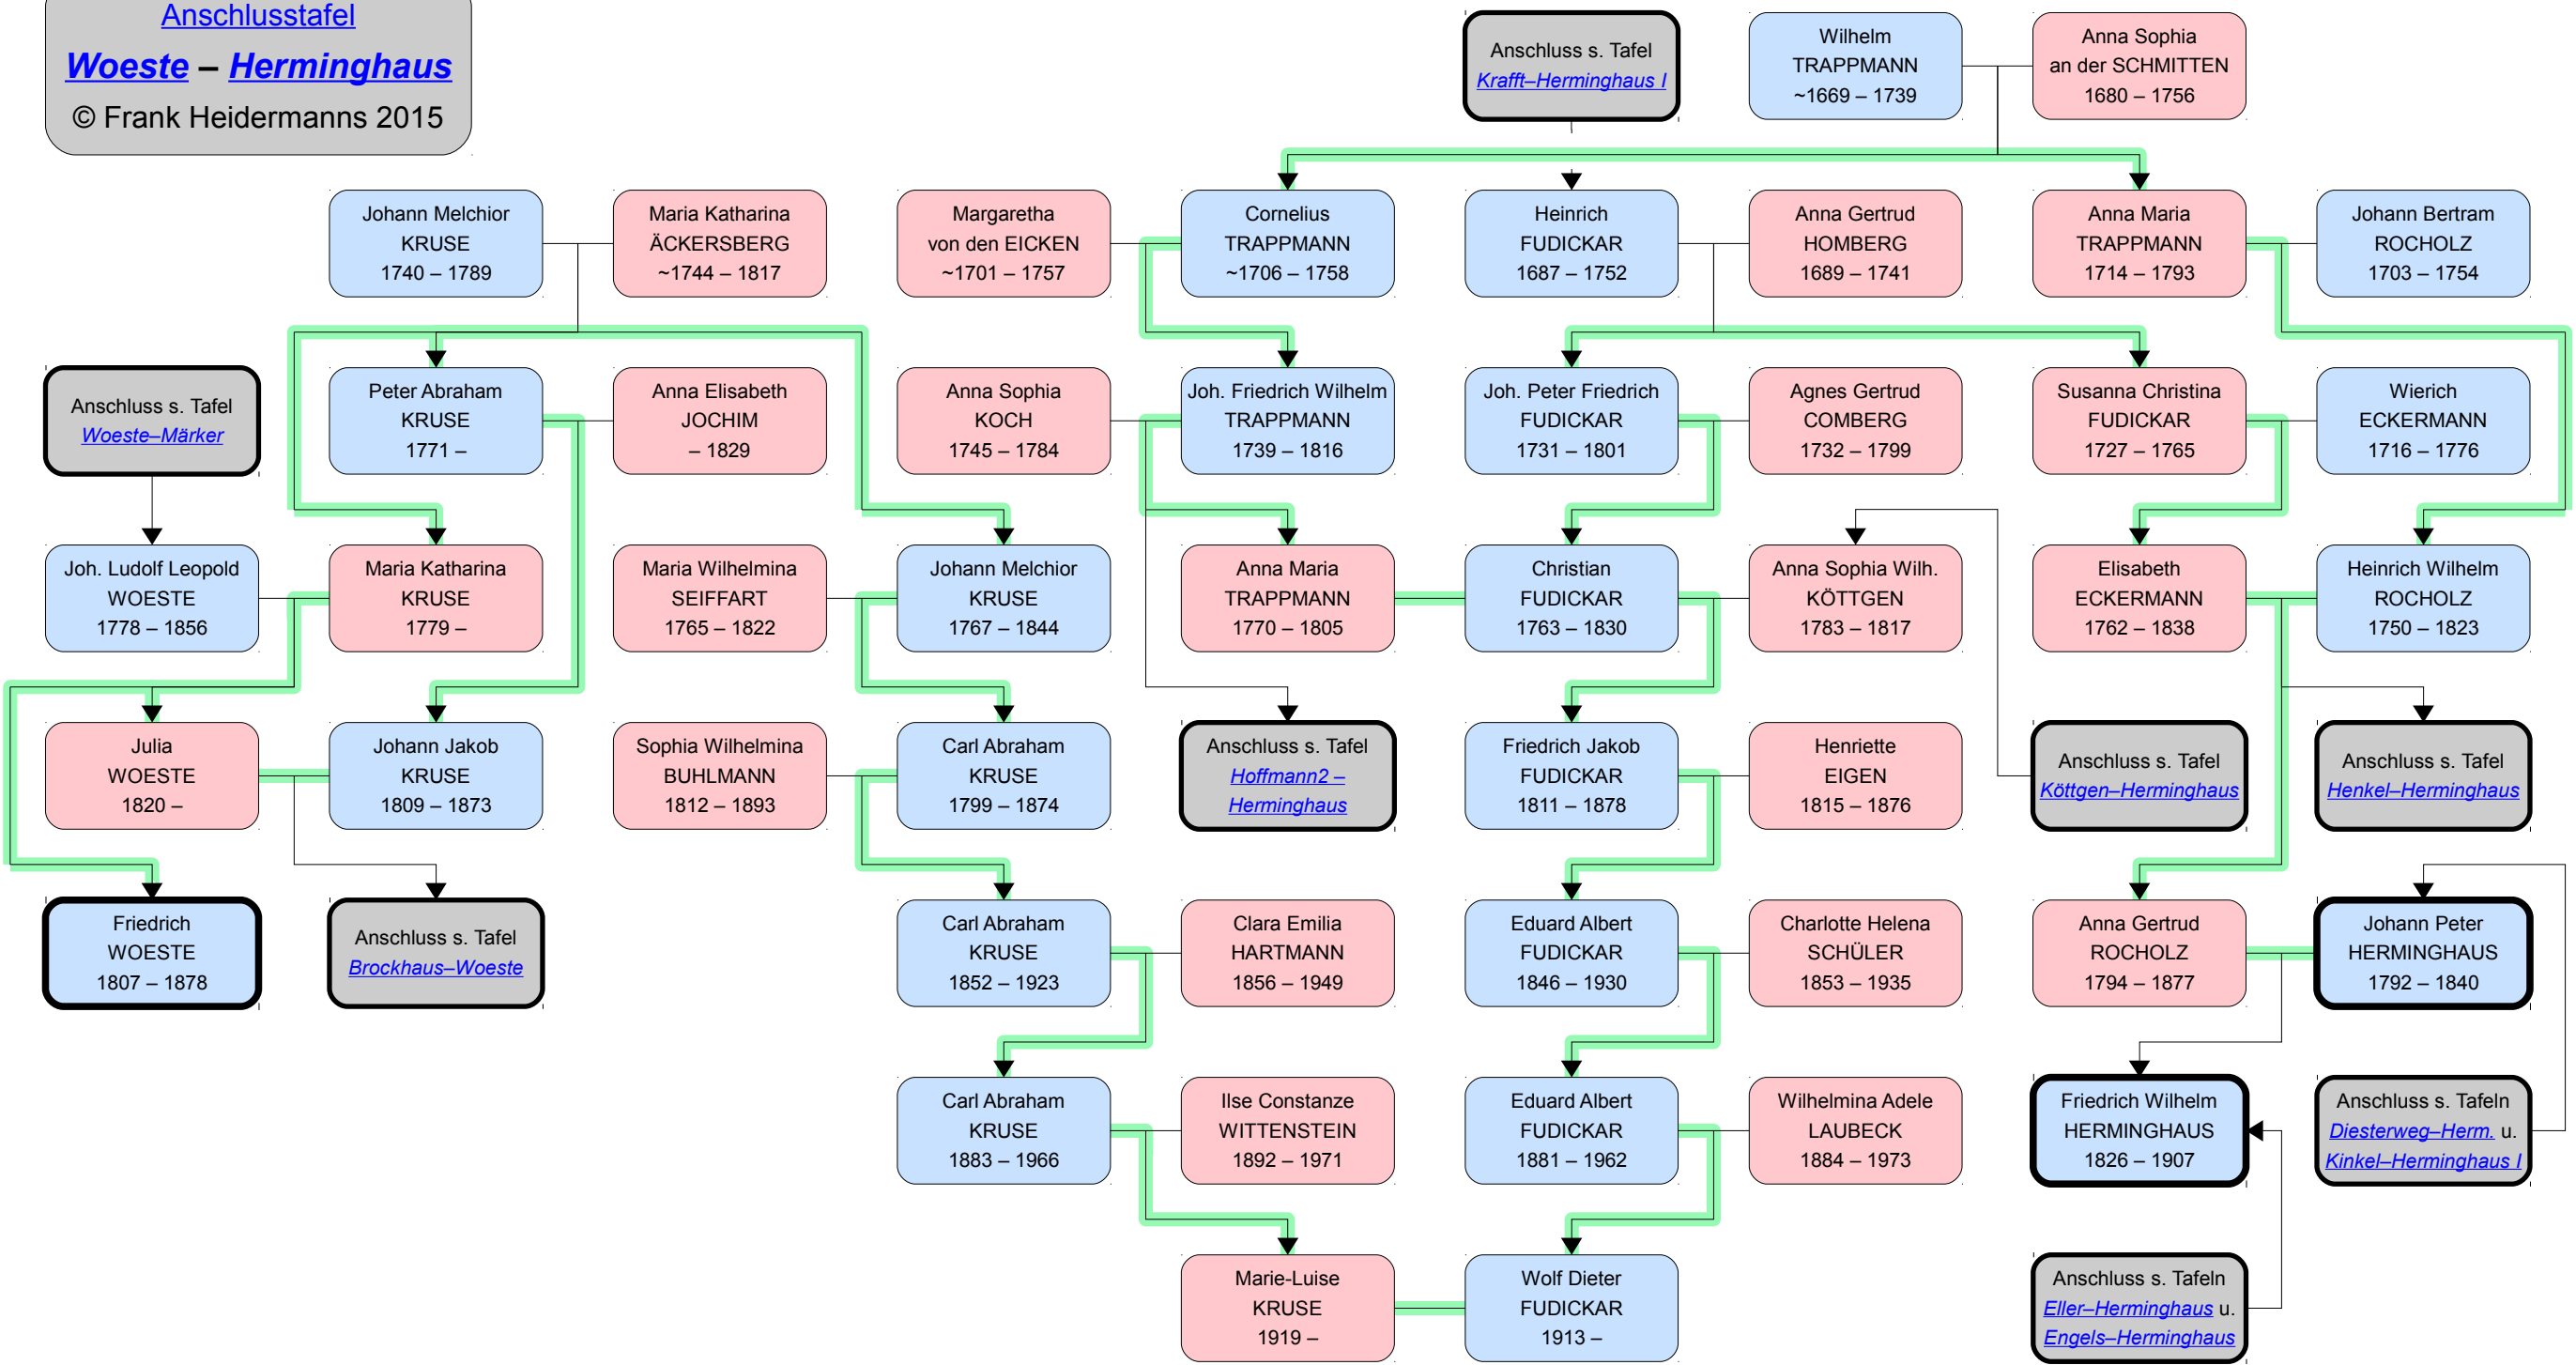 Anschlusstafel
Woeste – Herminghaus
© Frank Heidermanns 2015
Anschluss s. Tafel
Krafft–Herminghaus I
Wilhelm
TRAPPMANN
~1669 – 1739
Anna Sophia
an der SCHMITTEN
1680 – 1756
Johann Melchior
KRUSE
1740 – 1789
Maria Katharina
ÄCKERSBERG
~1744 – 1817
Margaretha
von den EICKEN
~1701 – 1757
Cornelius
TRAPPMANN
~1706 – 1758
Heinrich
FUDICKAR
1687 – 1752
Anna Gertrud
HOMBERG
1689 – 1741
Anna Maria
TRAPPMANN
1714 – 1793
Johann Bertram
ROCHOLZ
1703 – 1754
Anschluss s. Tafel
Woeste–Märker
Peter Abraham
KRUSE
1771 –
Anna Elisabeth
JOCHIM
– 1829
Anna Sophia
KOCH
1745 – 1784
Joh. Friedrich Wilhelm
TRAPPMANN
1739 – 1816
Joh. Peter Friedrich
FUDICKAR
1731 – 1801
Agnes Gertrud
COMBERG
1732 – 1799
Susanna Christina
FUDICKAR
1727 – 1765
Wierich
ECKERMANN
1716 – 1776
Joh. Ludolf Leopold
WOESTE
1778 – 1856
Maria Katharina
KRUSE
1779 –
Maria Wilhelmina
SEIFFART
1765 – 1822
Johann Melchior
KRUSE
1767 – 1844
Anna Maria
TRAPPMANN
1770 – 1805
Christian
FUDICKAR
1763 – 1830
Anna Sophia Wilh.
KÖTTGEN
1783 – 1817
Elisabeth
ECKERMANN
1762 – 1838
Heinrich Wilhelm
ROCHOLZ
1750 – 1823
Julia
WOESTE
1820 –
Johann Jakob
KRUSE
1809 – 1873
Sophia Wilhelmina
BUHLMANN
1812 – 1893
Carl Abraham
KRUSE
1799 – 1874
Anschluss s. Tafel
Hoffmann2 –
Herminghaus
Friedrich Jakob
FUDICKAR
1811 – 1878
Henriette
EIGEN
1815 – 1876
Anschluss s. Tafel
Köttgen–Herminghaus
Anschluss s. Tafel
Henkel–Herminghaus
Friedrich
WOESTE
1807 – 1878
Anschluss s. Tafel
Brockhaus–Woeste
Carl Abraham
KRUSE
1852 – 1923
Clara Emilia
HARTMANN
1856 – 1949
Eduard Albert
FUDICKAR
1846 – 1930
Charlotte Helena
SCHÜLER
1853 – 1935
Anna Gertrud
ROCHOLZ
1794 – 1877
Johann Peter
HERMINGHAUS
1792 – 1840
Carl Abraham
KRUSE
1883 – 1966
Ilse Constanze
WITTENSTEIN
1892 – 1971
Eduard Albert
FUDICKAR
1881 – 1962
Wilhelmina Adele
LAUBECK
1884 – 1973
Friedrich Wilhelm
HERMINGHAUS
1826 – 1907
Anschluss s. Tafeln
Diesterweg–Herm. u.
Kinkel–Herminghaus I
Marie-Luise
KRUSE
1919 –
Wolf Dieter
FUDICKAR
1913 –
Anschluss s. Tafeln
Eller–Herminghaus u.
Engels–Herminghaus